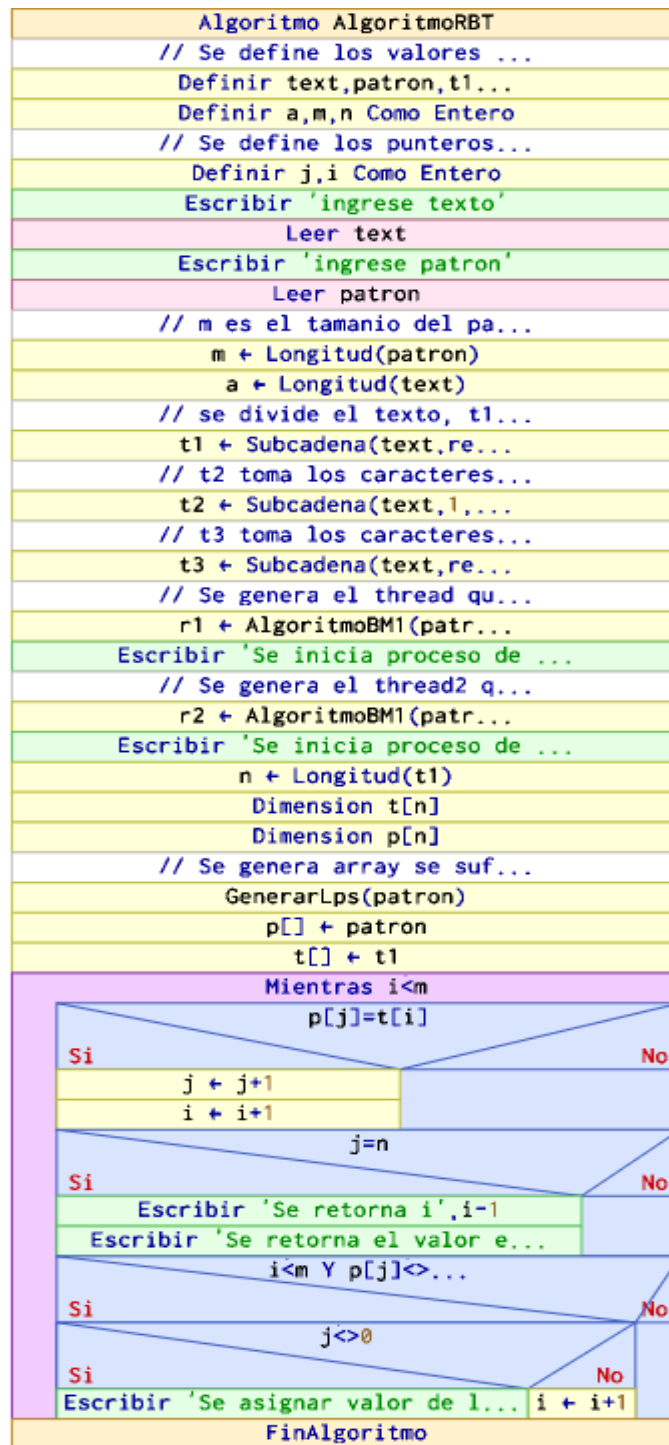 Algoritmo AlgoritmoRBT
// Se define los valores ...
Definir text,patron,t1...
Definir a,m,n Como Entero
// Se define los punteros...
Definir j,i Como Entero
Escribir 'ingrese texto'
Leer text
Escribir 'ingrese patron'
Leer patron
// m es el tamanio del pa...
m ← Longitud(patron)
a ← Longitud(text)
// se divide el texto, t1...
t1 ← Subcadena(text,re...
// t2 toma los caracteres...
t2 ← Subcadena(text,1,...
// t3 toma los caracteres...
t3 ← Subcadena(text,re...
// Se genera el thread qu...
r1 ← AlgoritmoBM1(patr...
Escribir 'Se inicia proceso de ...
// Se genera el thread2 q...
r2 ← AlgoritmoBM1(patr...
Escribir 'Se inicia proceso de ...
n ← Longitud(t1)
Dimension t[n]
Dimension p[n]
// Se genera array se suf...
GenerarLps(patron)
p[] ← patron
t[] ← t1
Mientras i<m
p[j]=t[i]
Si No
j ← j+1
i ← i+1
j=n
Si No
Escribir 'Se retorna i',i-1
Escribir 'Se retorna el valor e...
i<m Y p[j]<>...
Si No
j<>0
Si No
Escribir 'Se asignar valor de l... i ← i+1
FinAlgoritmo